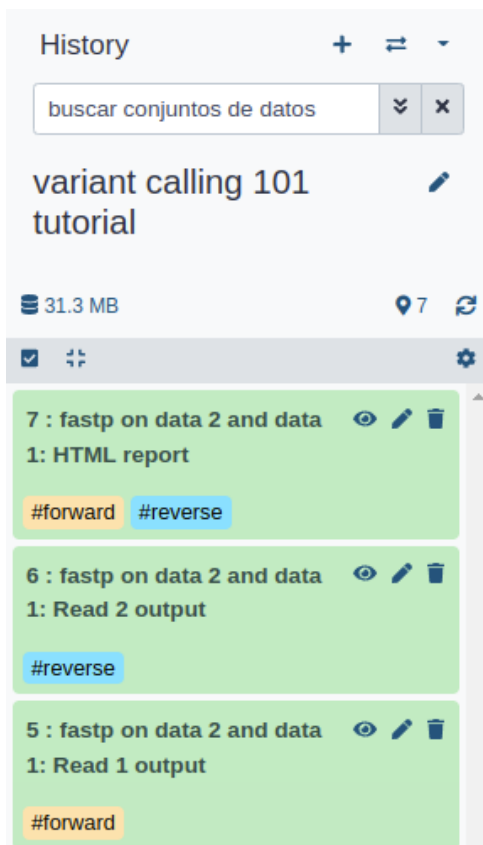 History
buscar conjuntos de datos
variant calling 101
tutorial
31.3 MB
7
7 : fastp on data 2 and data
1: HTML report
#forward #reverse
6 : fastp on data 2 and data
1: Read 2 output
#reverse
5 : fastp on data 2 and data
1: Read 1 output
#forward